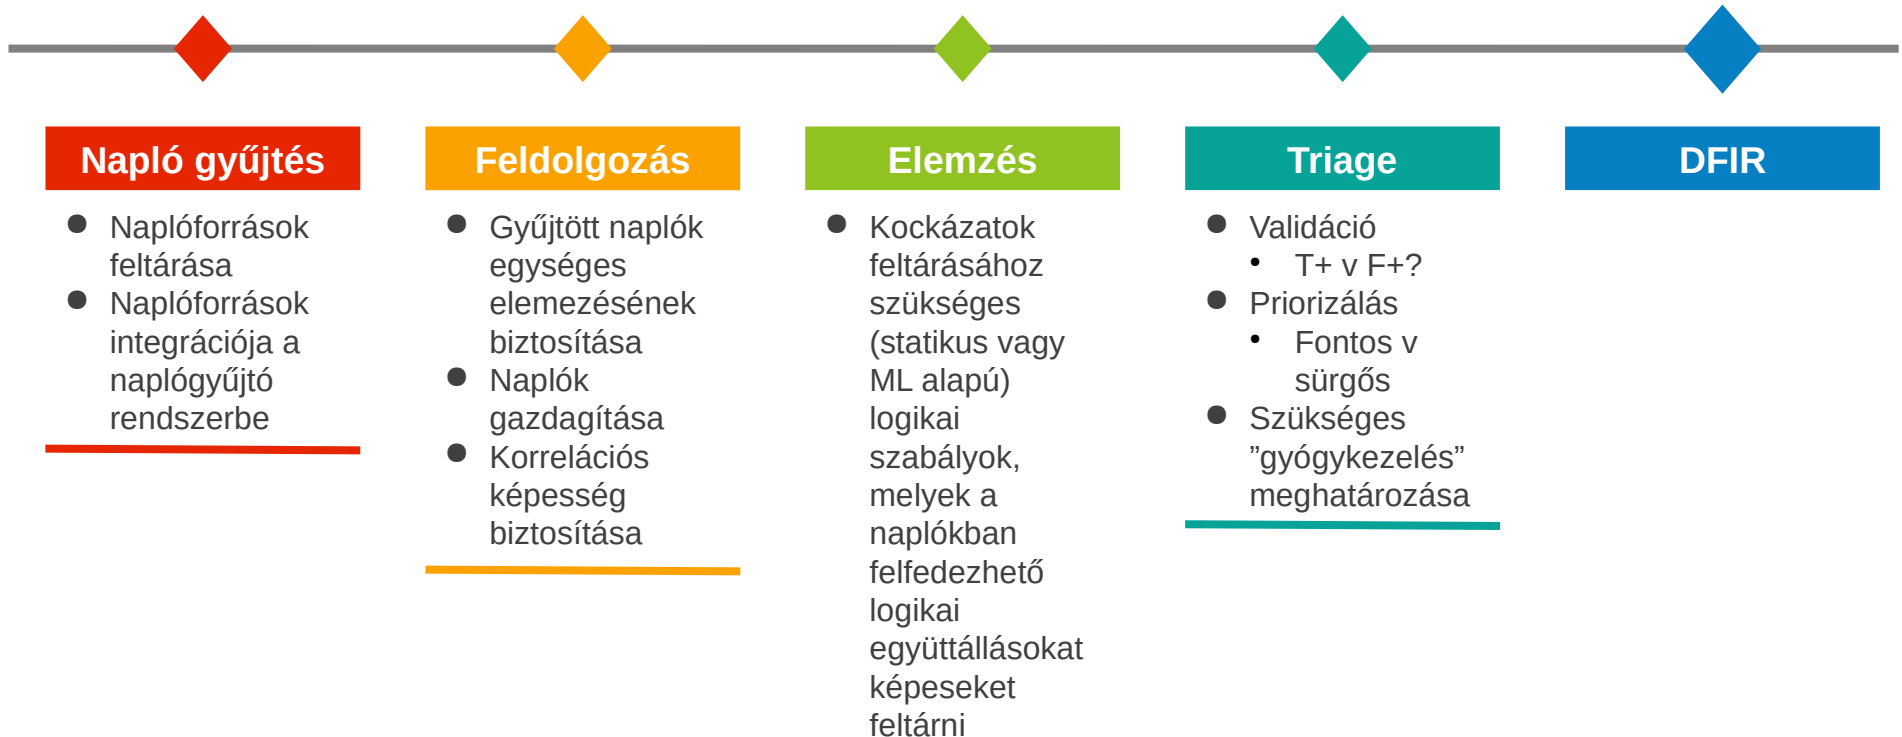 Napló gyűjtés
Naplóforrások
feltárása
Naplóforrások
integrációja a
naplógyűjtó
rendszerbe
Feldolgozás
Gyűjtött naplók
egységes
elemezésének
biztosítása
Naplók
gazdagítása
Korrelációs
képesség
biztosítása
Elemzés
Kockázatok
feltárásához
szükséges
(statikus vagy
ML alapú)
logikai
szabályok,
melyek a
naplókban
felfedezhető
logikai
együttállásokat
képeseket
feltárni
Triage
Validáció
T+ v F+?
Priorizálás
Fontos v
sürgős
Szükséges
”gyógykezelés”
meghatározása
DFIR